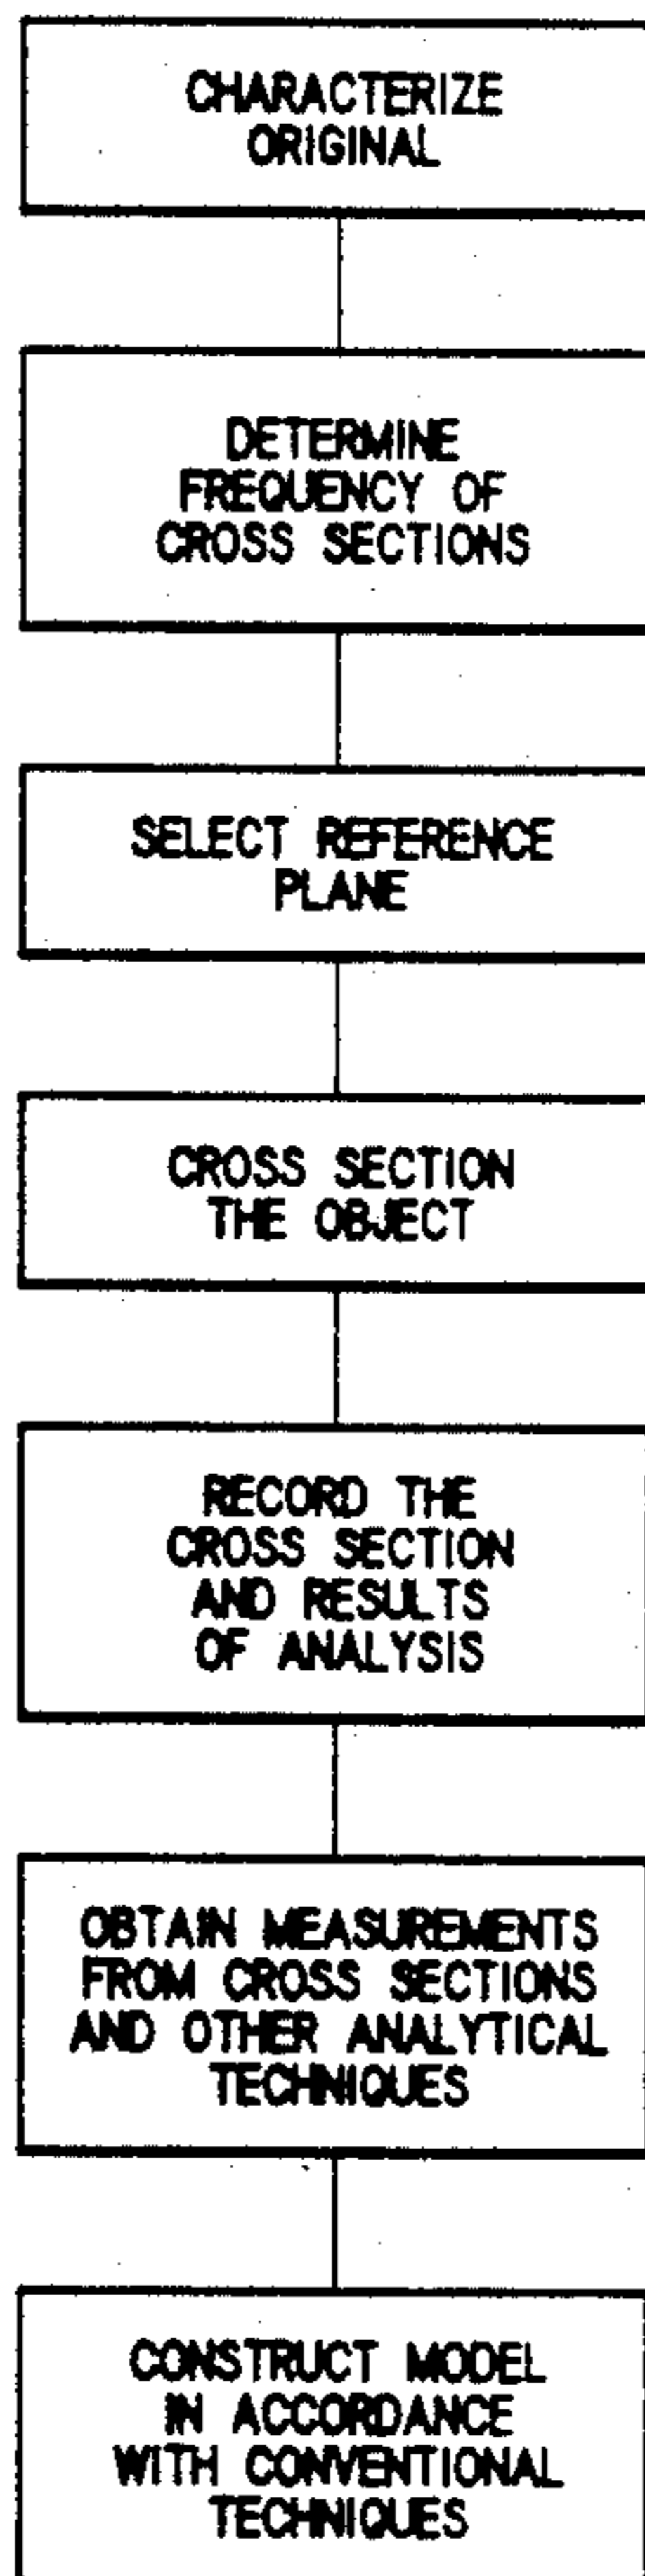 CHARACTERIZE
ORIGINAL
DETERMINE
FREQUENCY OF
CROSS SECTIONS
SELECT REFERENCE
PLANE
CROSS SECTION
THE OBJECT
RECORD THE
CROSS SECTION
AND RESULTS
OF ANALYSIS
OBTAIN MEASUREMENTS
FROM CROSS SECTIONS
AND OTHER ANALYTICAL
TECHNIQUES
CONSTRUCT MODEL
IN ACCORDANCE
WITH CONVENTIONAL
TECHNIQUES